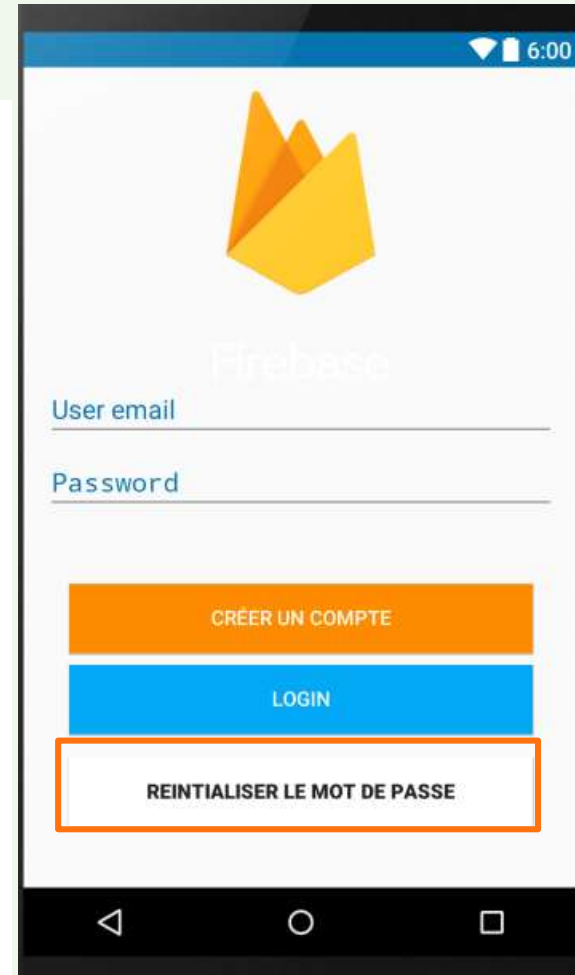 6:00
Firebase
User email
Password
CRÉER UN COMPTE
LOGIN
REINTIALISER LE MOT DE PASSE